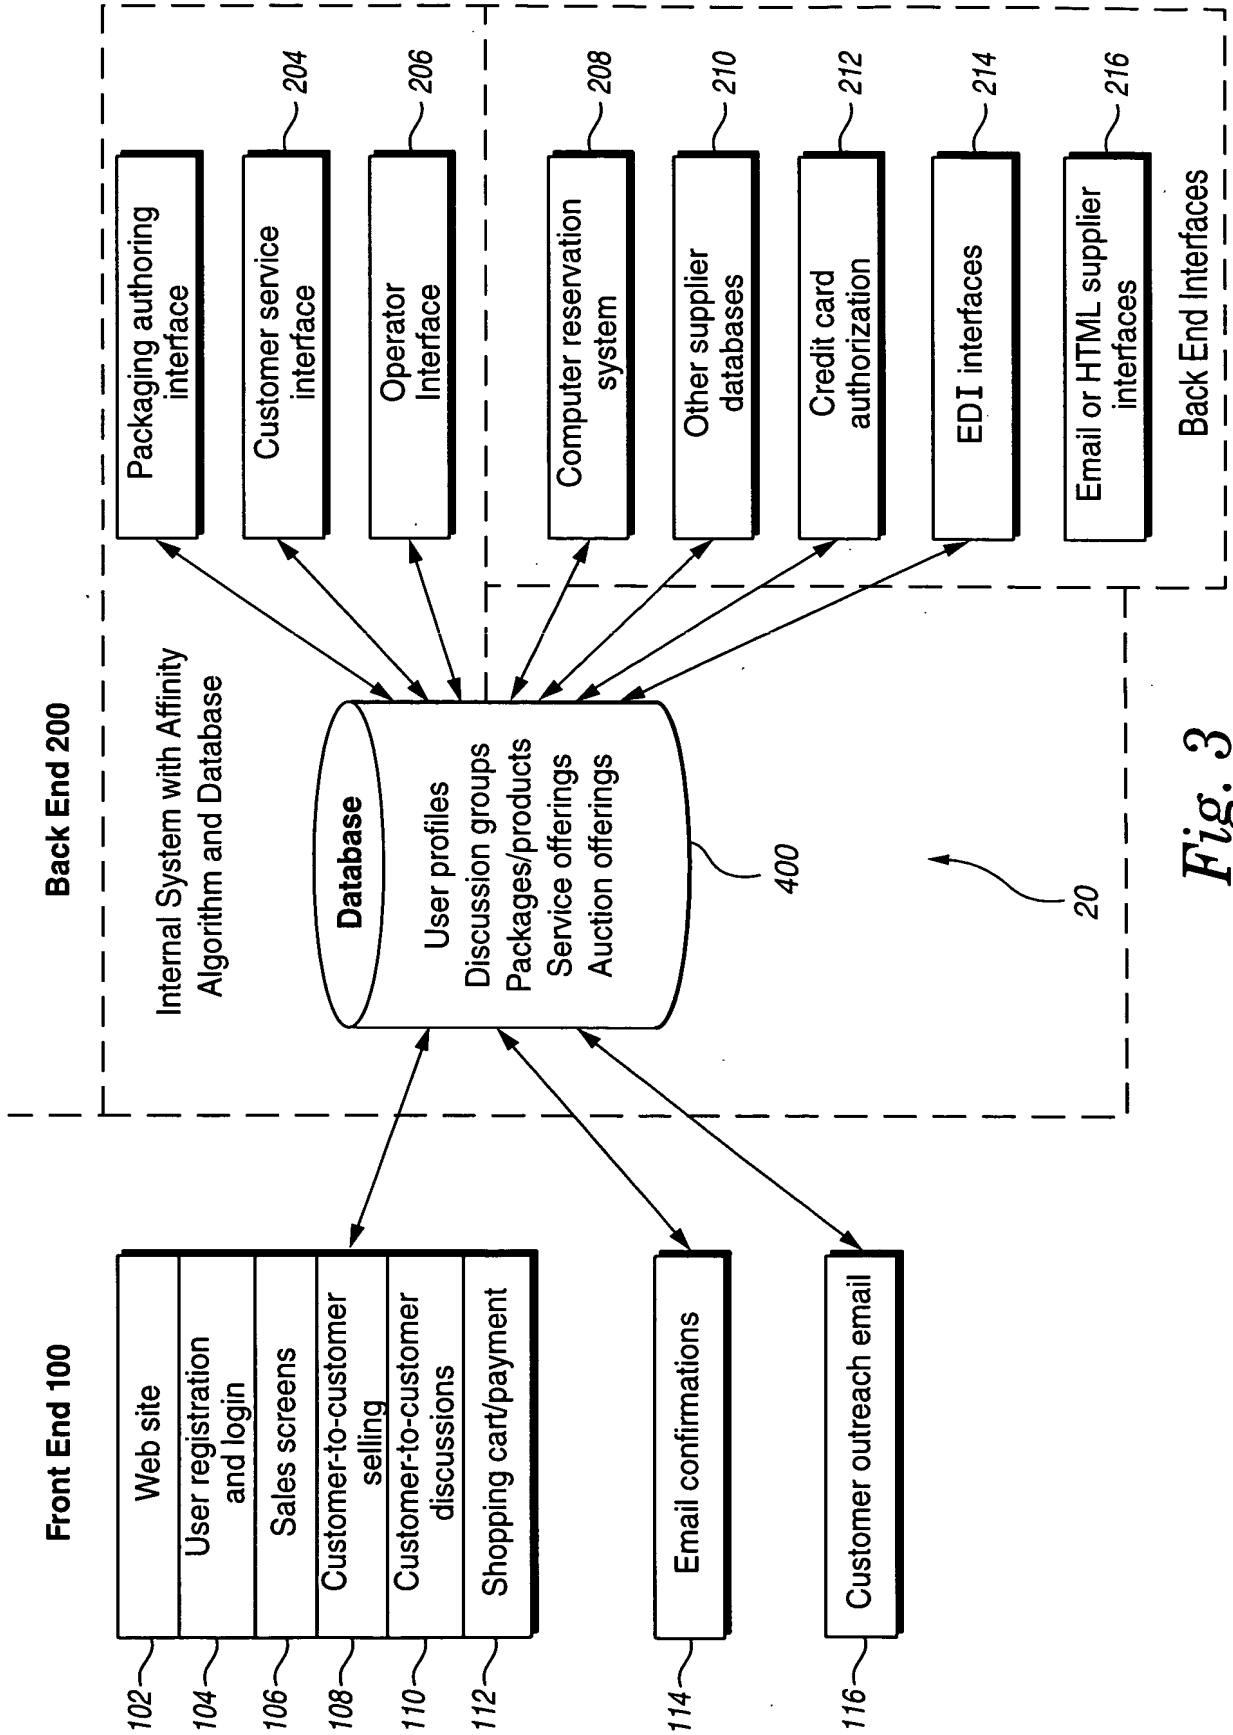 Front End 100
Back End 200
102
Web site
104
User registration
and login
106
Sales screens
108
Customer-to-customer
selling
110
Customer-to-customer
discussions
112
Shopping cart/payment
114
Email confirmations
116
Customer outreach email
Internal System with Affinity
Algorithm and Database
Database
User profiles
Discussion groups
Packages/products
Service offerings
Auction offerings
400
20
Packaging authoring
interface
Customer service
interface
204
Operator
Interface
206
Computer reservation
system
208
Other supplier
databases
210
Credit card
authorization
212
EDI interfaces
214
Email or HTML supplier
interfaces
216
Back End Interfaces
Fig. 3